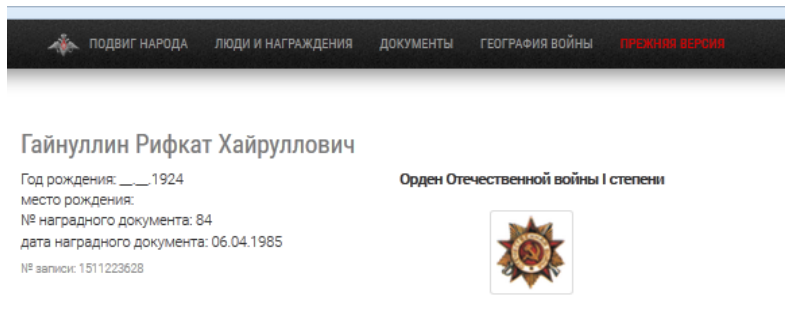 ПОДВИГ НАРОДА ЛЮДИ И НАГРАЖДЕНИЯ ДОКУМЕНТЫ ГЕОГРАФИЯ ВОЙНЫ ПРЕЖНЯЯ ВЕРСИЯ
Гайнуллин Рифкат Хайруллович
Год рождения: __.__.1924
место рождения:
№ наградного документа: 84
дата наградного документа: 06.04.1985
№ записи: 1511223628
Орден Отечественной войны I степени